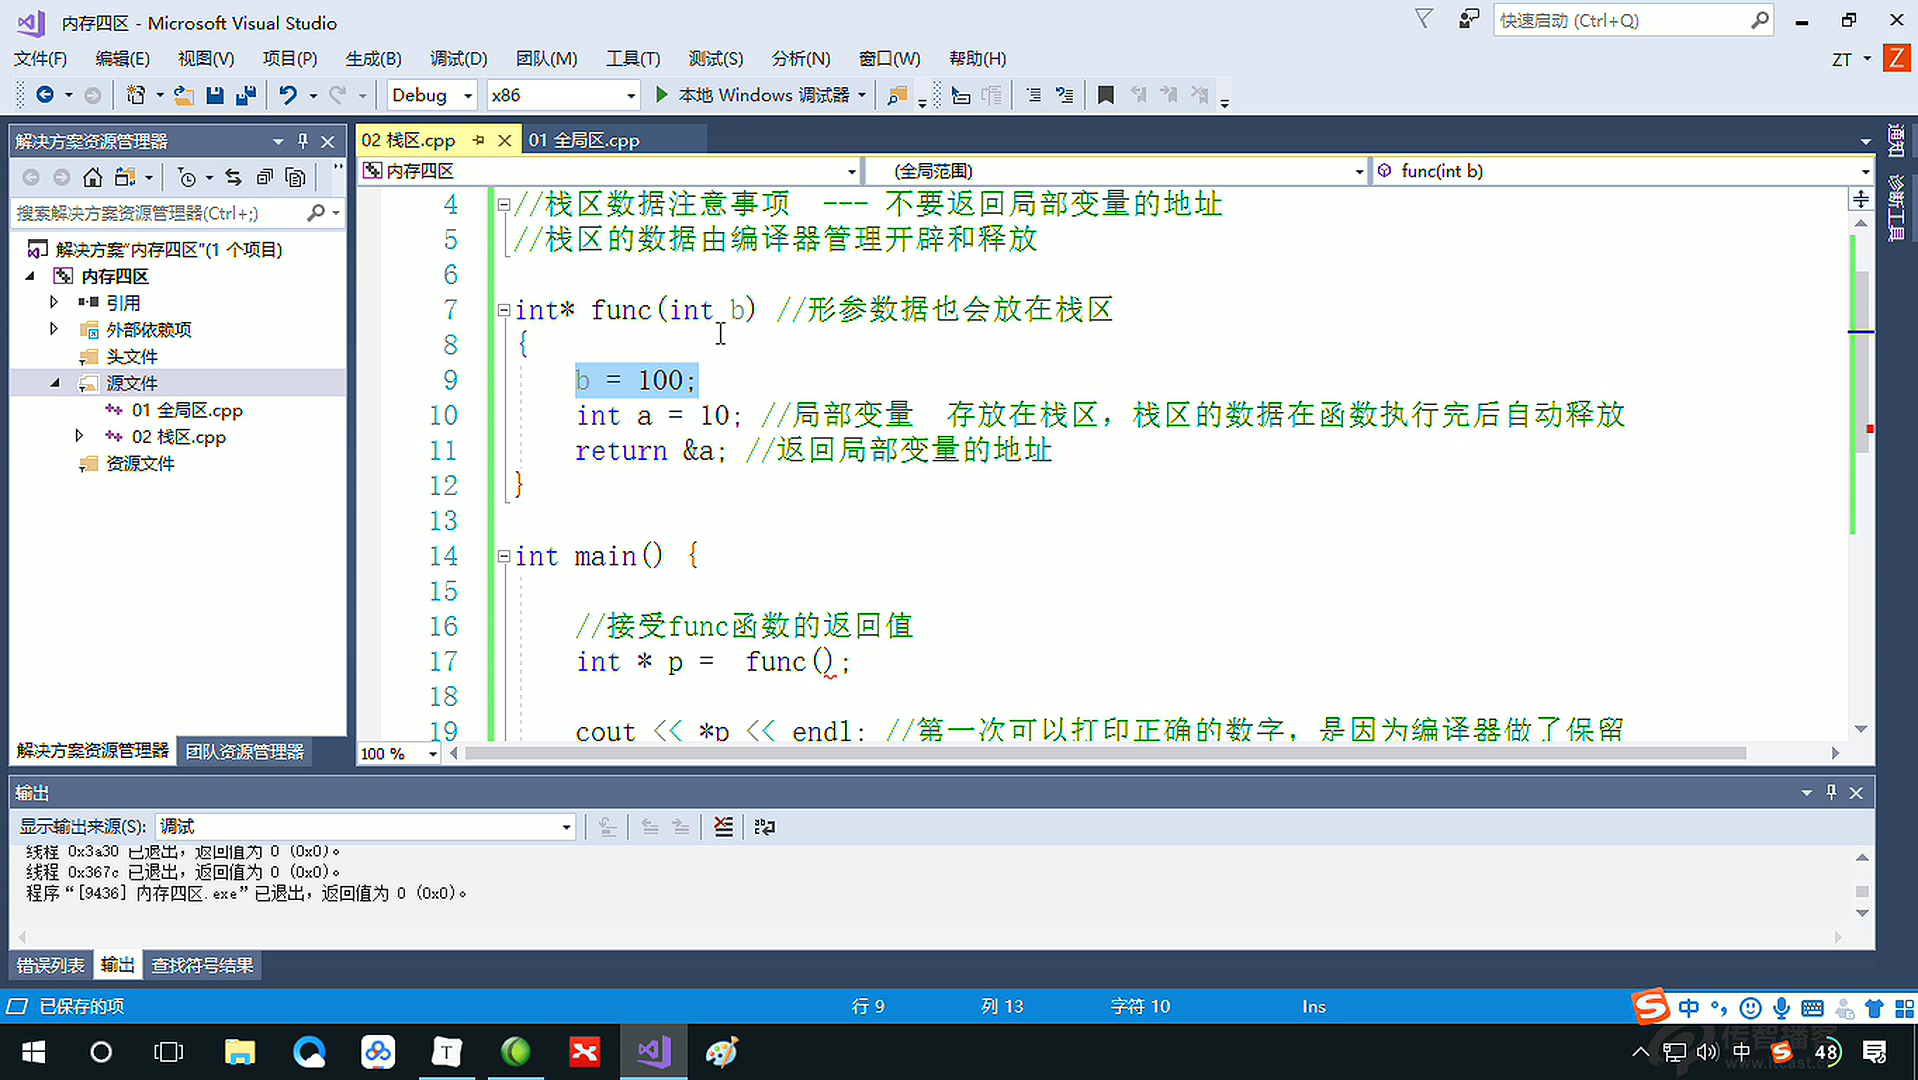 内存四区 - Microsoft Visual Studio
快速启动 (Ctrl+Q)
文件(F) 编辑(E) 视图(V) 项目(P) 生成(B) 调试(D) 团队(M) 工具(T) 测试(S) 分析(N) 窗口(W) 帮助(H)
ZT
Z
Debug x86 本地 Windows 调试器
解决方案资源管理器
02 栈区.cpp 01 全局区.cpp
通知
诊断工具
内存四区 (全局范围) func(int b)
搜索解决方案资源管理器(Ctrl+;)
解决方案"内存四区"(1 个项目)
内存四区
引用
外部依赖项
头文件
源文件
01 全局区.cpp
02 栈区.cpp
资源文件
4 //栈区数据注意事项 --- 不要返回局部变量的地址
5 //栈区的数据由编译器管理开辟和释放
6
7 int* func(int b) //形参数据也会放在栈区
8 {
9 b = 100;
10 int a = 10; //局部变量 存放在栈区，栈区的数据在函数执行完后自动释放
11 return &a; //返回局部变量的地址
12 }
13
14 int main() {
15
16 //接受func函数的返回值
17 int * p = func();
18
19 cout << *p << endl; //第一次可以打印正确的数字，是因为编译器做了保留
100 %
解决方案资源管理器 团队资源管理器
输出
显示输出来源(S): 调试
线程 0x3a30 已退出，返回值为 0 (0x0)。
线程 0x367c 已退出，返回值为 0 (0x0)。
程序“[9436] 内存四区.exe”已退出，返回值为 0 (0x0)。
错误列表 输出 查找符号结果
已保存的项 行 9 列 13 字符 10 Ins
S 中
T
中 S 48
传智播客
www.itcast.c